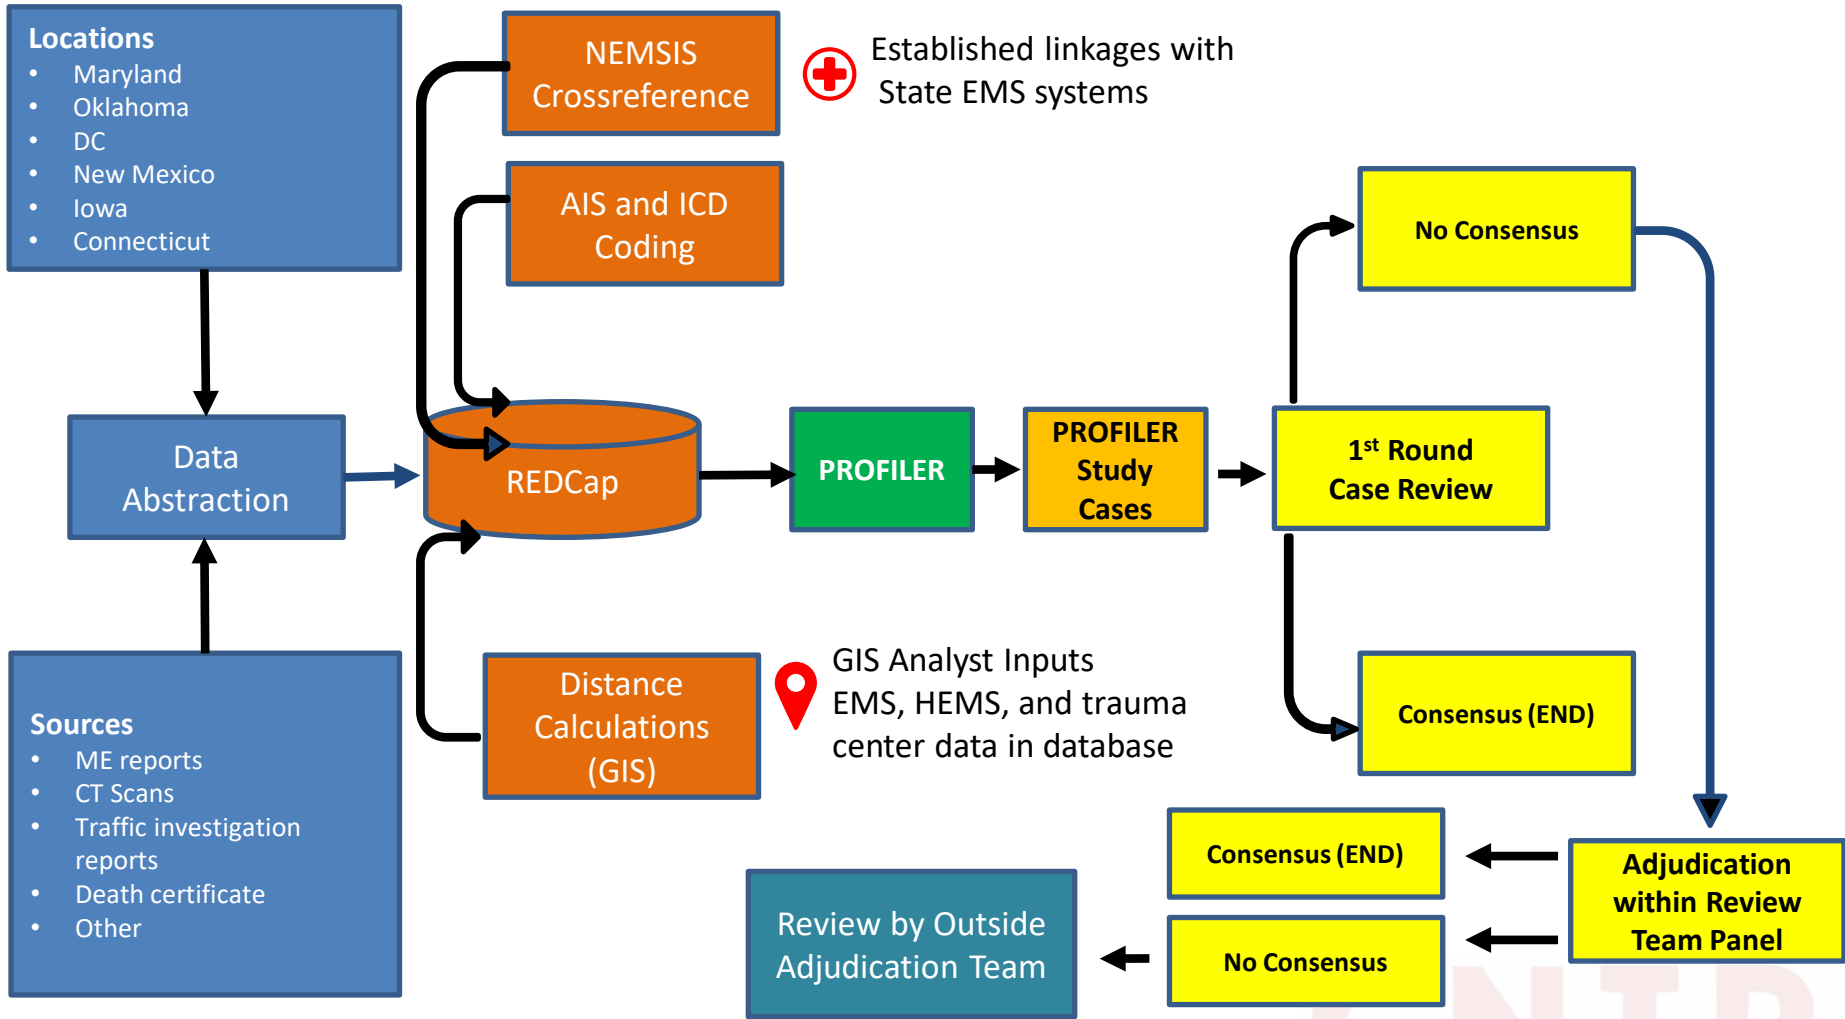 Locations
• Maryland
• Oklahoma
• DC
• New Mexico
• Iowa
• Connecticut
NEMSIS
Crossreference
Established linkages with
State EMS systems
AIS and ICD
Coding
No Consensus
Data
Abstraction
REDCap
PROFILER
PROFILER
Study
Cases
1st Round
Case Review
Sources
• ME reports
• CT Scans
• Traffic investigation
reports
• Death certificate
• Other
Distance
Calculations
(GIS)
GIS Analyst Inputs
EMS, HEMS, and trauma
center data in database
Consensus (END)
Consensus (END)
Adjudication
within Review
Team Panel
No Consensus
Review by Outside
Adjudication Team